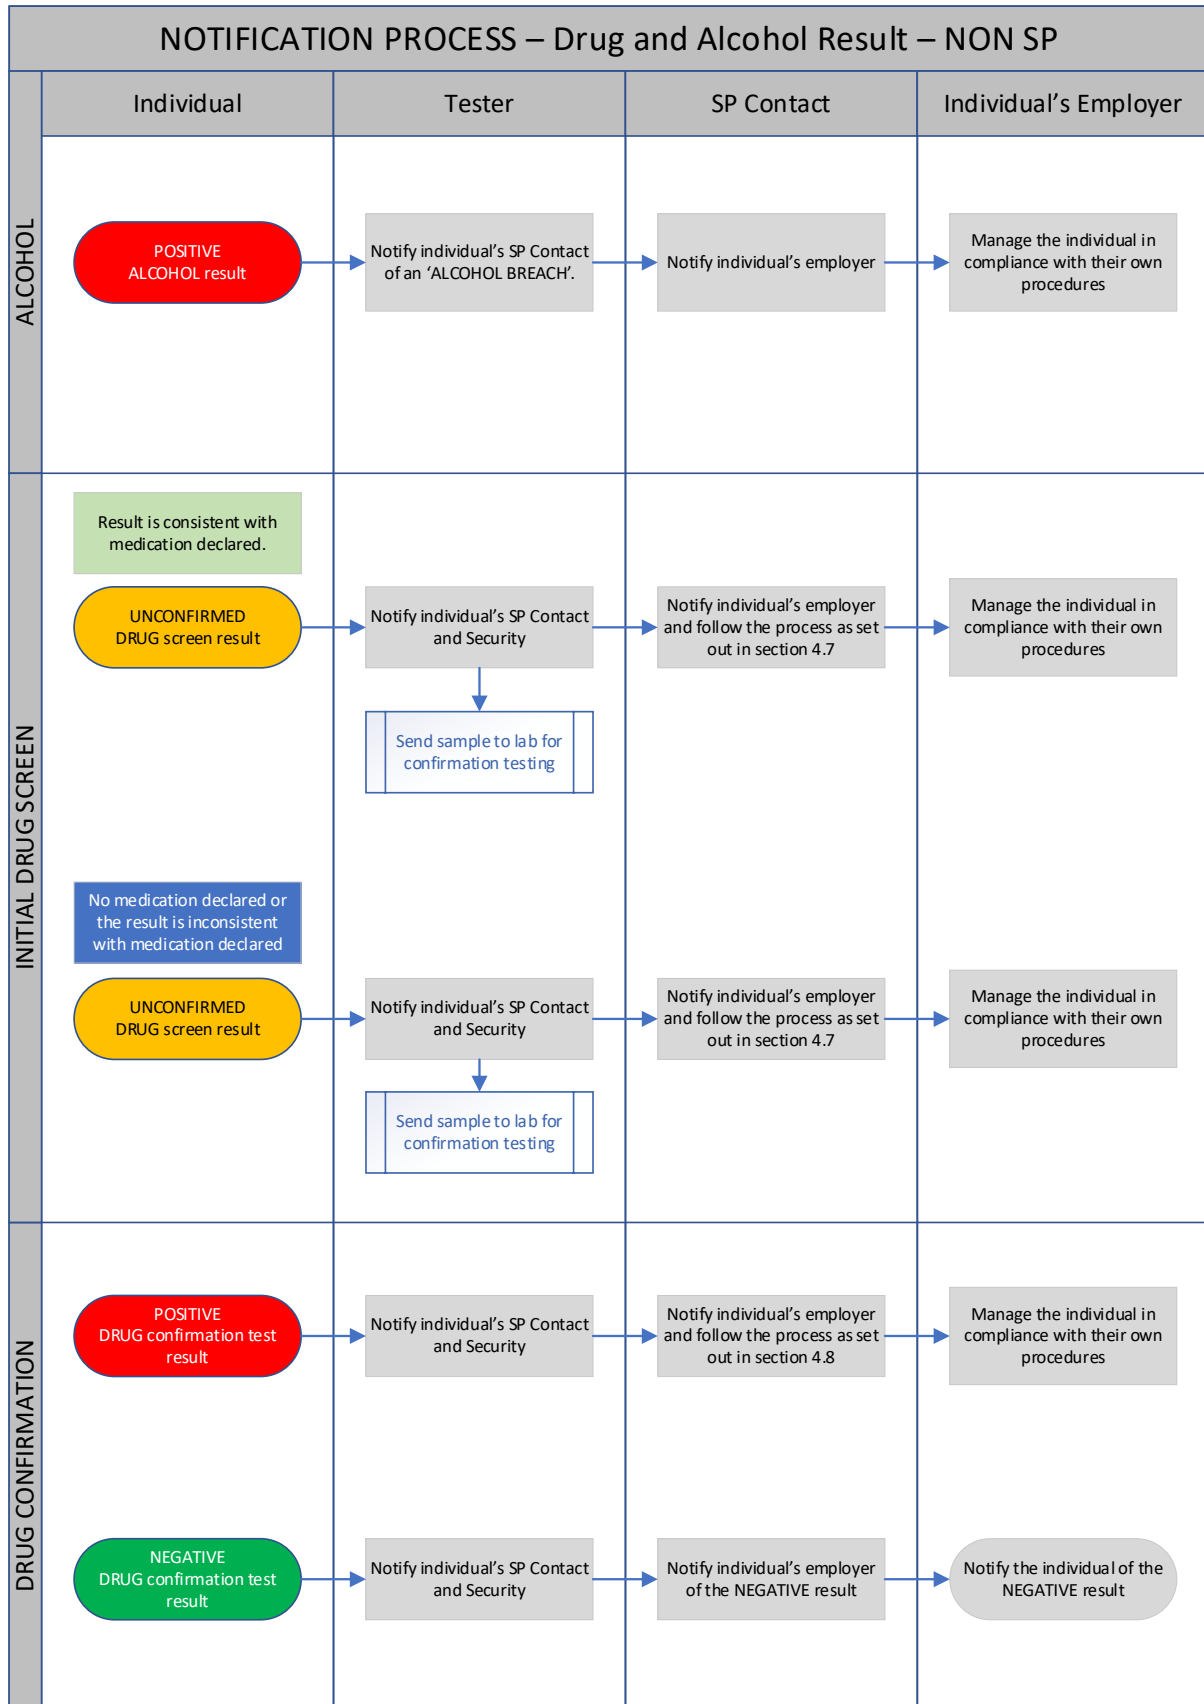 NOTIFICATION PROCESS – Drug and Alcohol Result – NON SP
Individual
Tester
SP Contact
Individual's Employer
ALCOHOL
POSITIVE
ALCOHOL result
Notify individual's SP Contact
of an 'ALCOHOL BREACH'.
Notify individual's employer
Manage the individual in
compliance with their own
procedures
INITIAL DRUG SCREEN
Result is consistent with
medication declared.
UNCONFIRMED
DRUG screen result
Notify individual's SP Contact
and Security
Notify individual's employer
and follow the process as set
out in section 4.7
Manage the individual in
compliance with their own
procedures
Send sample to lab for
confirmation testing
No medication declared or
the result is inconsistent
with medication declared
UNCONFIRMED
DRUG screen result
Notify individual's SP Contact
and Security
Notify individual's employer
and follow the process as set
out in section 4.7
Manage the individual in
compliance with their own
procedures
Send sample to lab for
confirmation testing
DRUG CONFIRMATION
POSITIVE
DRUG confirmation test
result
Notify individual's SP Contact
and Security
Notify individual's employer
and follow the process as set
out in section 4.8
Manage the individual in
compliance with their own
procedures
NEGATIVE
DRUG confirmation test
result
Notify individual's SP Contact
and Security
Notify individual's employer
of the NEGATIVE result
Notify the individual of the
NEGATIVE result